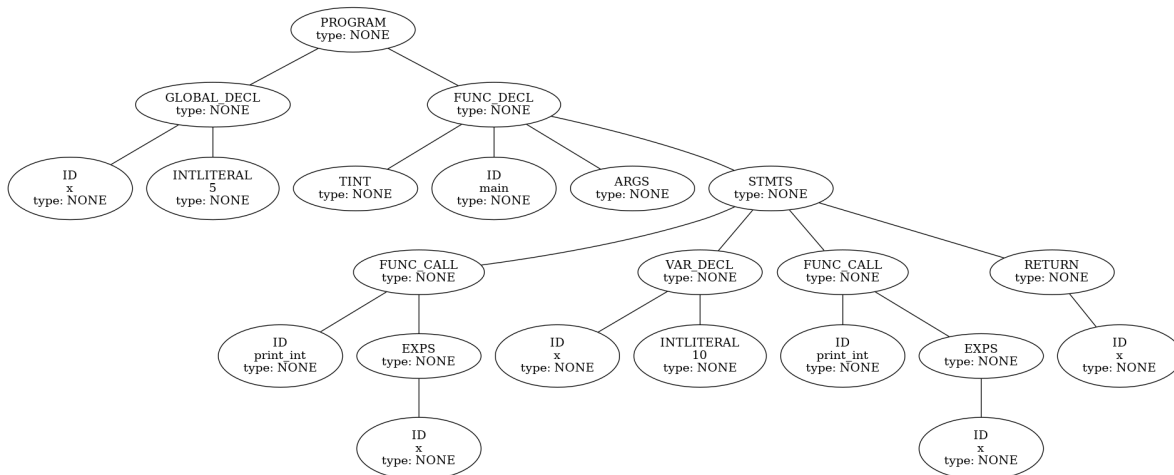 PROGRAM
type: NONE
GLOBAL_DECL
type: NONE
FUNC_DECL
type: NONE
ID
x
type: NONE
INTLITERAL
5
type: NONE
TINT
type: NONE
ID
main
type: NONE
ARGS
type: NONE
STMTS
type: NONE
FUNC_CALL
type: NONE
VAR_DECL
type: NONE
FUNC_CALL
type: NONE
RETURN
type: NONE
ID
print_int
type: NONE
EXPS
type: NONE
ID
x
type: NONE
INTLITERAL
10
type: NONE
ID
print_int
type: NONE
EXPS
type: NONE
ID
x
type: NONE
ID
x
type: NONE
ID
x
type: NONE